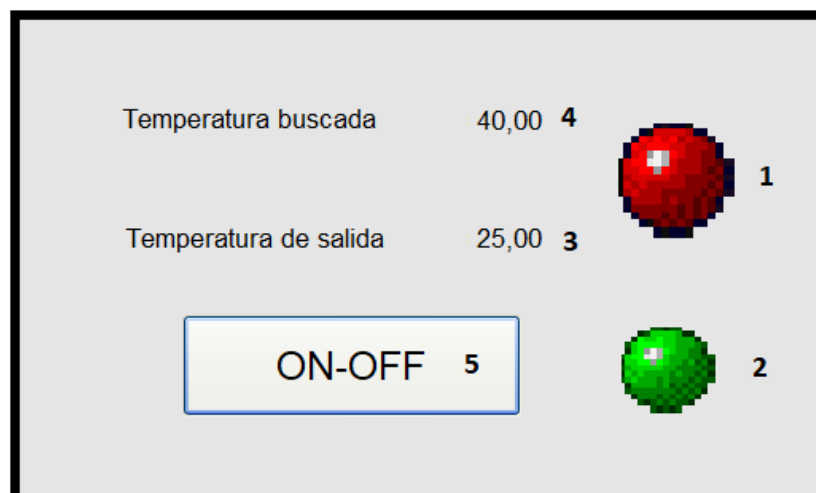 Temperatura buscada 40,00 4
1
Temperatura de salida 25,00 3
ON-OFF 5
2